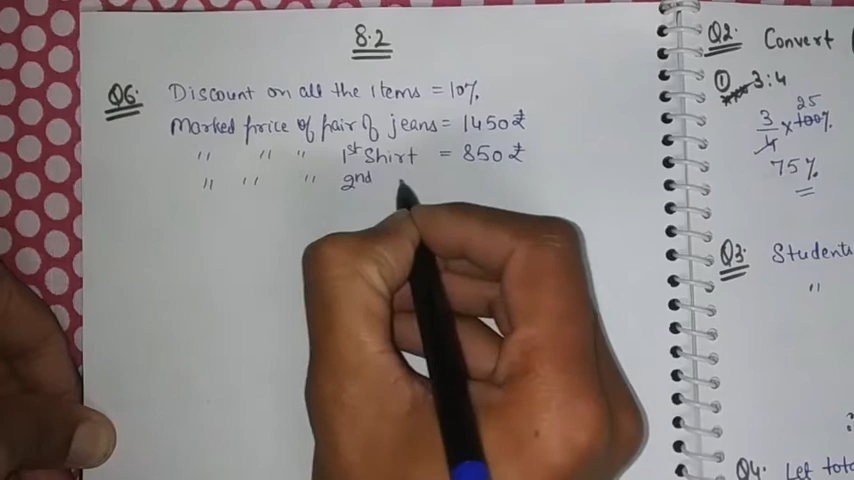 8.2
Q6: Discount on all the Items = 10%.
Marked price of pair of jeans = 1450 ₹
" " " 1st Shirt = 850 ₹
" " " 2nd
Q2: Convert
① 3:4
25
3/4 × 100%
75%
Q3: Students
"
Q4. Let tota